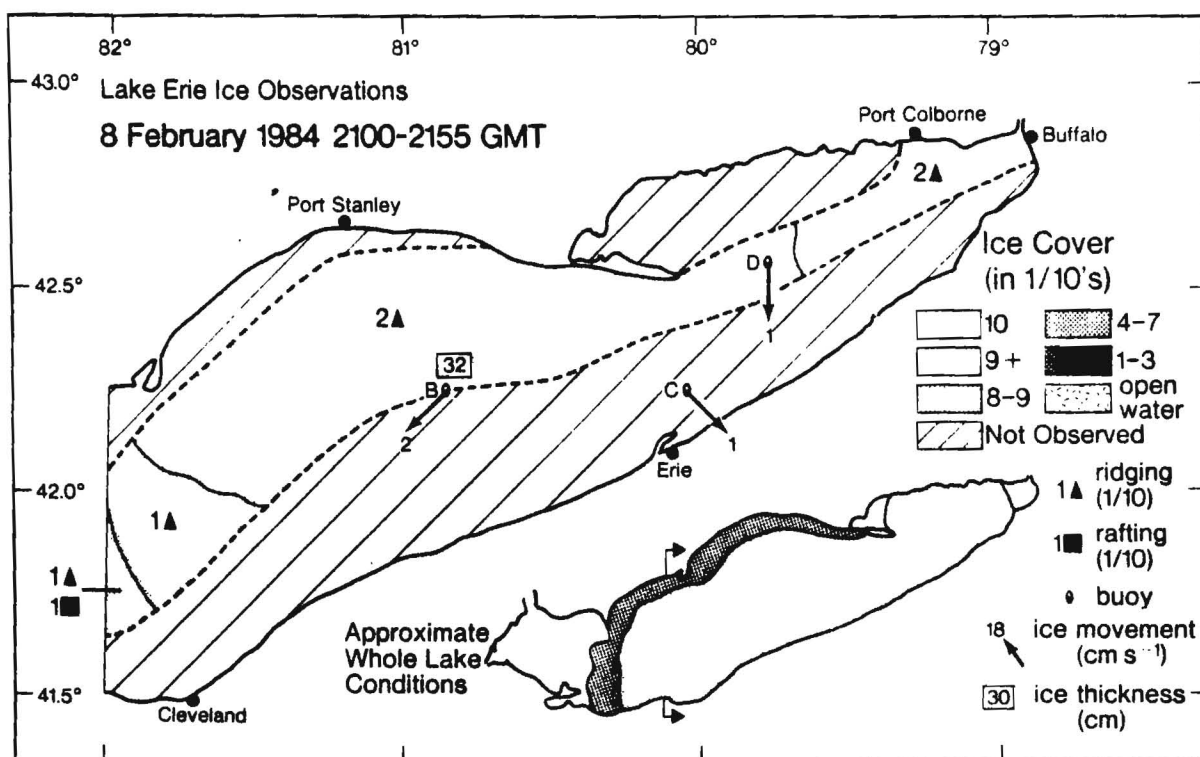 82° 81° 80° 79°
43.0°
Lake Erie Ice Observations
8 February 1984 2100-2155 GMT
Port Colborne
Buffalo
2▲
Port Stanley
D
1
42.5°
2▲
32
B
2
C
1
Erie
Ice Cover
(in 1/10's)
10
4-7
9+
1-3
8-9
open
water
Not Observed
42.0°
1▲
1▲
1■
1▲ ridging
(1/10)
1■ rafting
(1/10)
buoy
18 ice movement
(cm s⁻¹)
30 ice thickness
(cm)
Approximate
Whole Lake
Conditions
41.5°
Cleveland